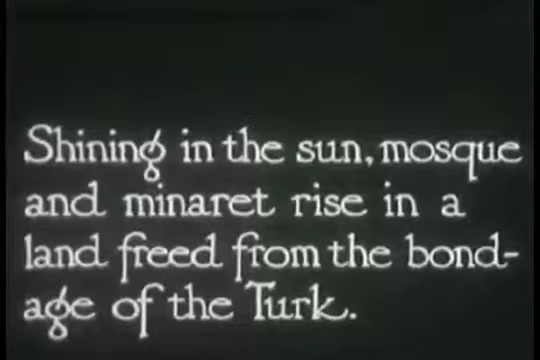 Shining in the sun, mosque
and minaret rise in a
land freed from the bond-
age of the Turk.